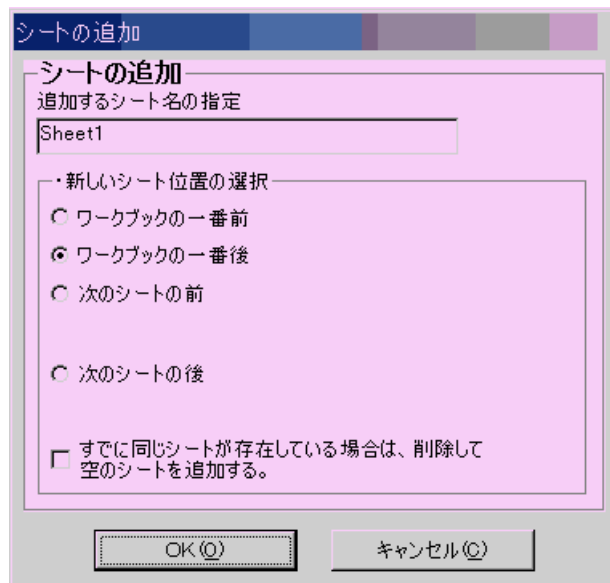 シートの追加
シートの追加
追加するシート名の指定
Sheet1
・新しいシート位置の選択
ワークブックの一番前
ワークブックの一番後
次のシートの前
次のシートの後
すでに同じシートが存在している場合は、削除して
空のシートを追加する。
OK(O) キャンセル(C)